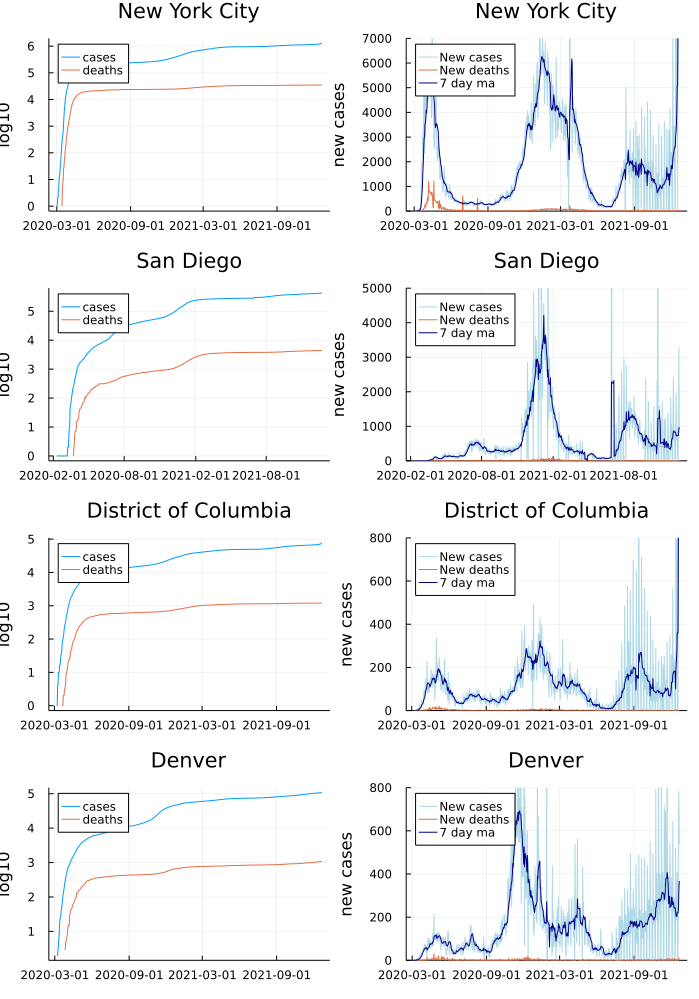 New York City
New York City
log10
6
5
4
3
2
1
0
cases
deaths
2020-03-01 2020-09-01 2021-03-01 2021-09-01
new cases
7000
6000
5000
4000
3000
2000
1000
0
New cases
New deaths
7 day ma
2020-03-01 2020-09-01 2021-03-01 2021-09-01
San Diego
San Diego
log10
5
4
3
2
1
0
cases
deaths
2020-02-01 2020-08-01 2021-02-01 2021-08-01
new cases
5000
4000
3000
2000
1000
0
New cases
New deaths
7 day ma
2020-02-01 2020-08-01 2021-02-01 2021-08-01
District of Columbia
District of Columbia
log10
5
4
3
2
1
0
cases
deaths
2020-03-01 2020-09-01 2021-03-01 2021-09-01
new cases
800
600
400
200
0
New cases
New deaths
7 day ma
2020-03-01 2020-09-01 2021-03-01 2021-09-01
Denver
Denver
log10
5
4
3
2
1
cases
deaths
2020-03-01 2020-09-01 2021-03-01 2021-09-01
new cases
800
600
400
200
0
New cases
New deaths
7 day ma
2020-03-01 2020-09-01 2021-03-01 2021-09-01